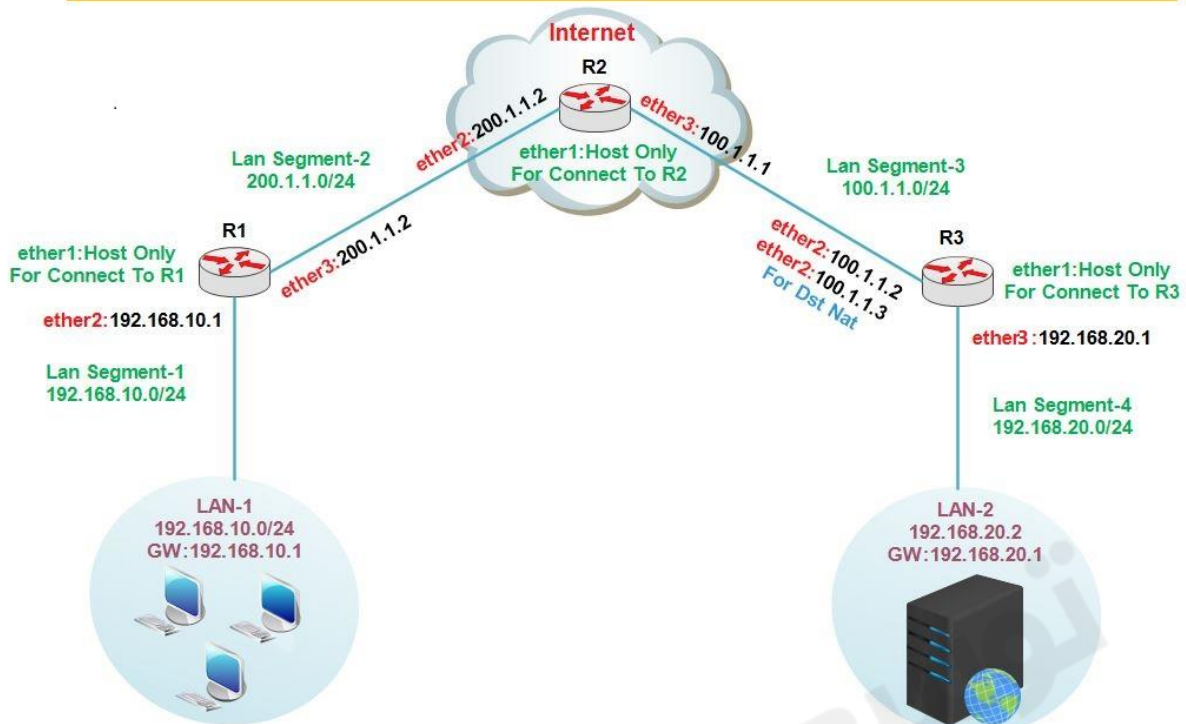 Internet
R2
ether2:200.1.1.2
ether3:100.1.1.1
ether1:Host Only
For Connect To R2
Lan Segment-2
200.1.1.0/24
Lan Segment-3
100.1.1.0/24
R1
ether1:Host Only
For Connect To R1
ether3:200.1.1.2
ether2:192.168.10.1
Lan Segment-1
192.168.10.0/24
ether2:100.1.1.2
ether2:100.1.1.3
For Dst Nat
R3
ether1:Host Only
For Connect To R3
ether3:192.168.20.1
Lan Segment-4
192.168.20.0/24
LAN-1
192.168.10.0/24
GW:192.168.10.1
LAN-2
192.168.20.2
GW:192.168.20.1